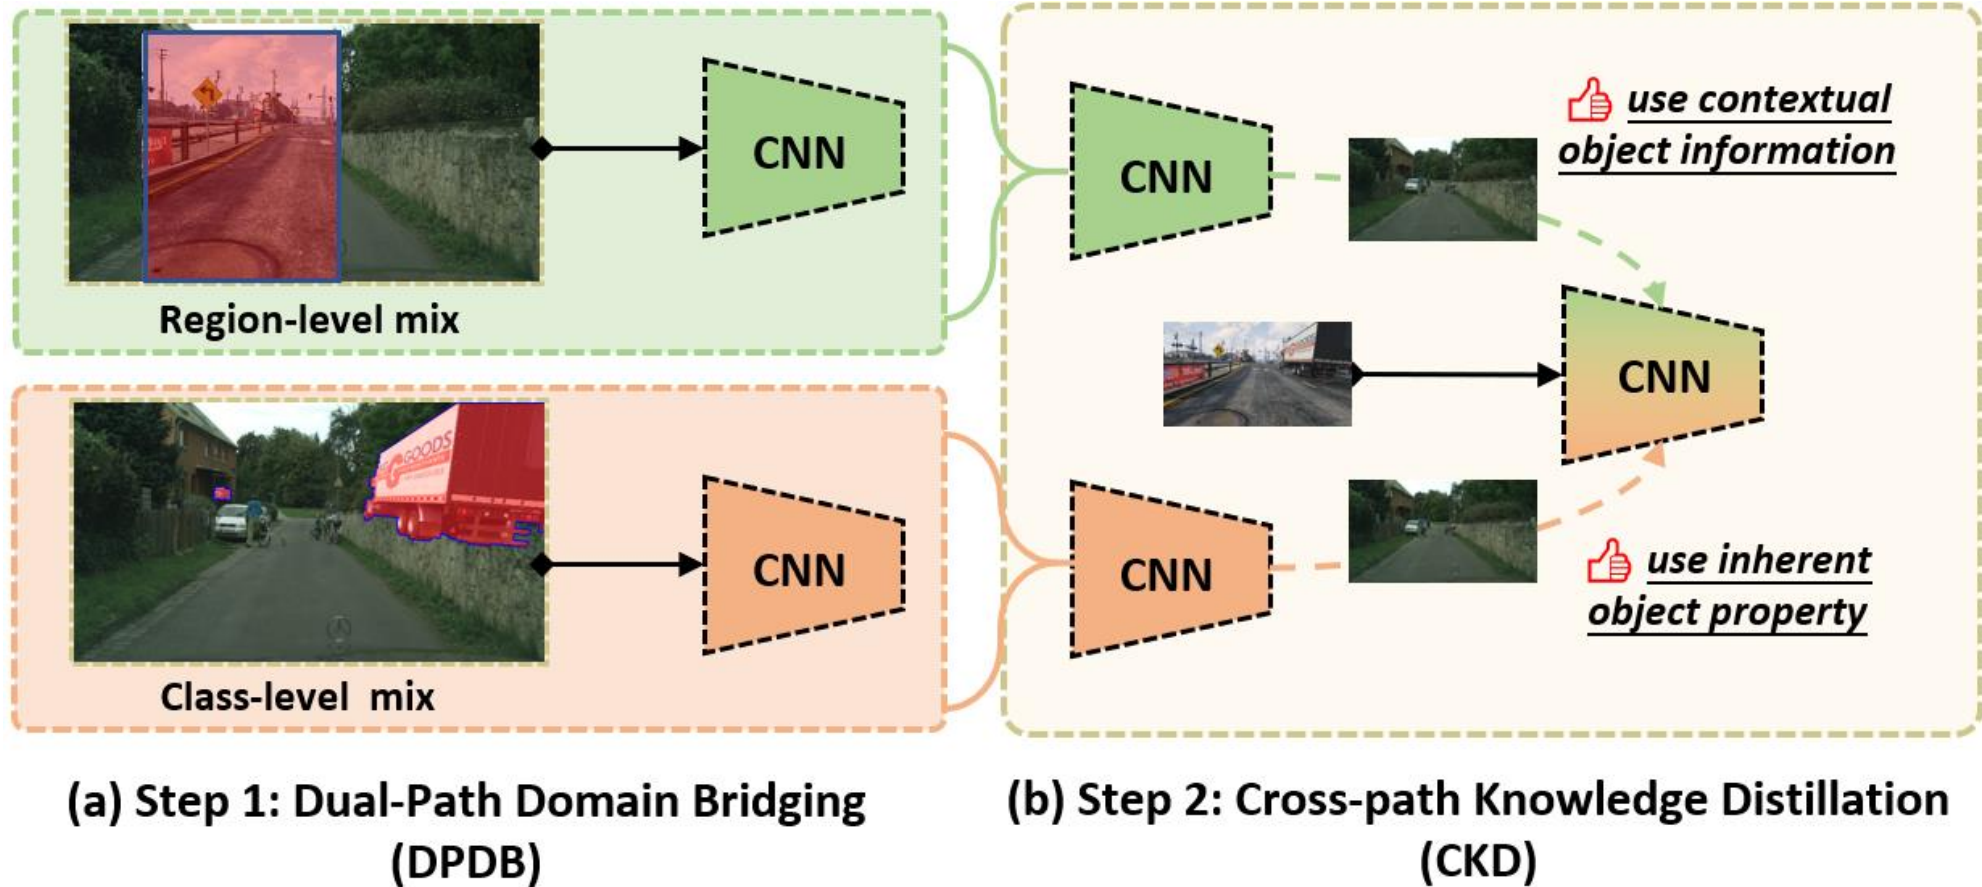 Region-level mix
CNN
GOODS
Class-level mix
CNN
(a) Step 1: Dual-Path Domain Bridging
(DPDB)
CNN
use contextual
object information
CNN
CNN
use inherent
object property
(b) Step 2: Cross-path Knowledge Distillation
(CKD)